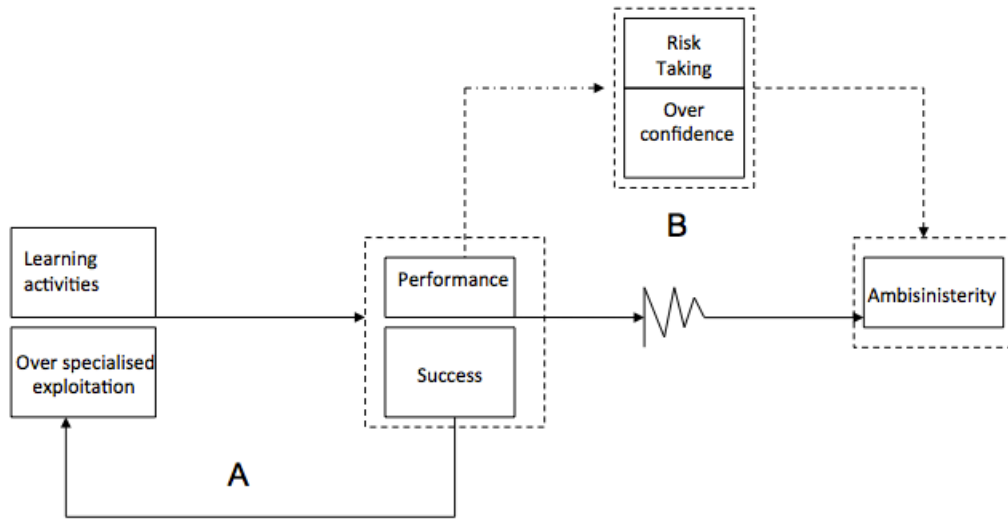 Risk
Taking
Over
confidence
B
Learning
activities
Performance
Ambisinisterity
Over specialised
exploitation
Success
A